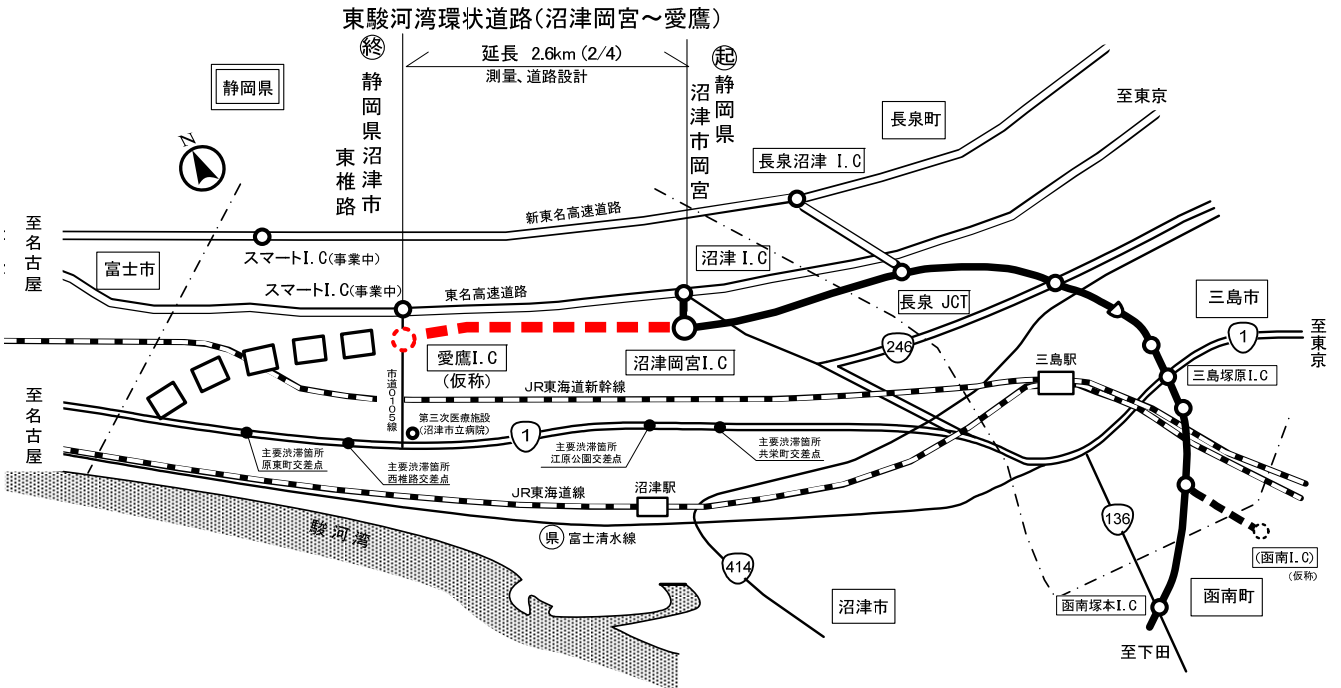 東駿河湾環状道路(沼津岡宮～愛鷹)
終
静岡県沼津市
東椎路
延長 2.6km (2/4)
測量、道路設計
起
静岡県
沼津市岡宮
静岡県
N
長泉町
至東京
長泉沼津 I.C
新東名高速道路
至名古屋
スマートI.C(事業中)
富士市
沼津 I.C
スマートI.C(事業中)
東名高速道路
長泉 JCT
三島市
1
至東京
愛鷹I.C
(仮称)
沼津岡宮I.C
246
三島駅
三島塚原I.C
市道0105線
JR東海道新幹線
至名古屋
第三次医療施設
(沼津市立病院)
1
主要渋滞箇所
原東町交差点
主要渋滞箇所
西椎路交差点
主要渋滞箇所
江原公園交差点
主要渋滞箇所
共栄町交差点
JR東海道線
沼津駅
駿河湾
県 富士清水線
136
414
(函南I.C)
(仮称)
沼津市
函南塚本I.C
函南町
至下田